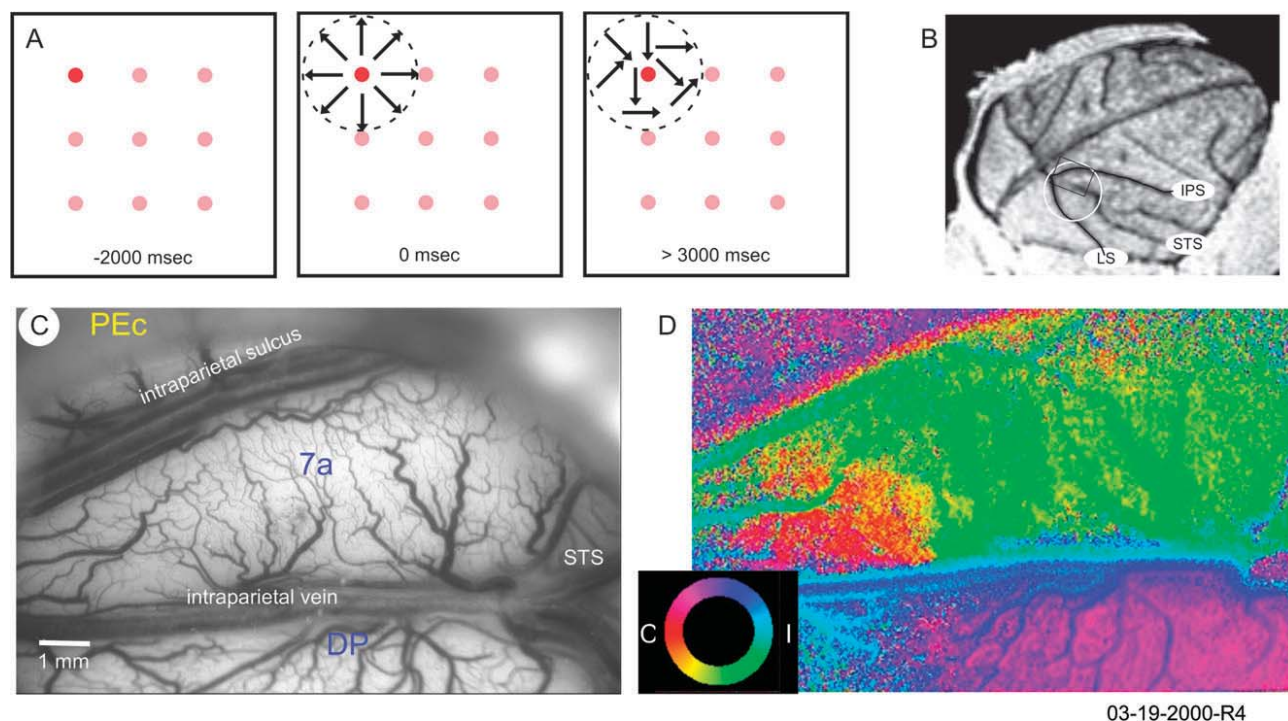 A
-2000 msec
0 msec
> 3000 msec
B
IPS
STS
LS
C
PEc
intraparietal sulcus
7a
STS
intraparietal vein
DP
1 mm
D
C
I
03-19-2000-R4